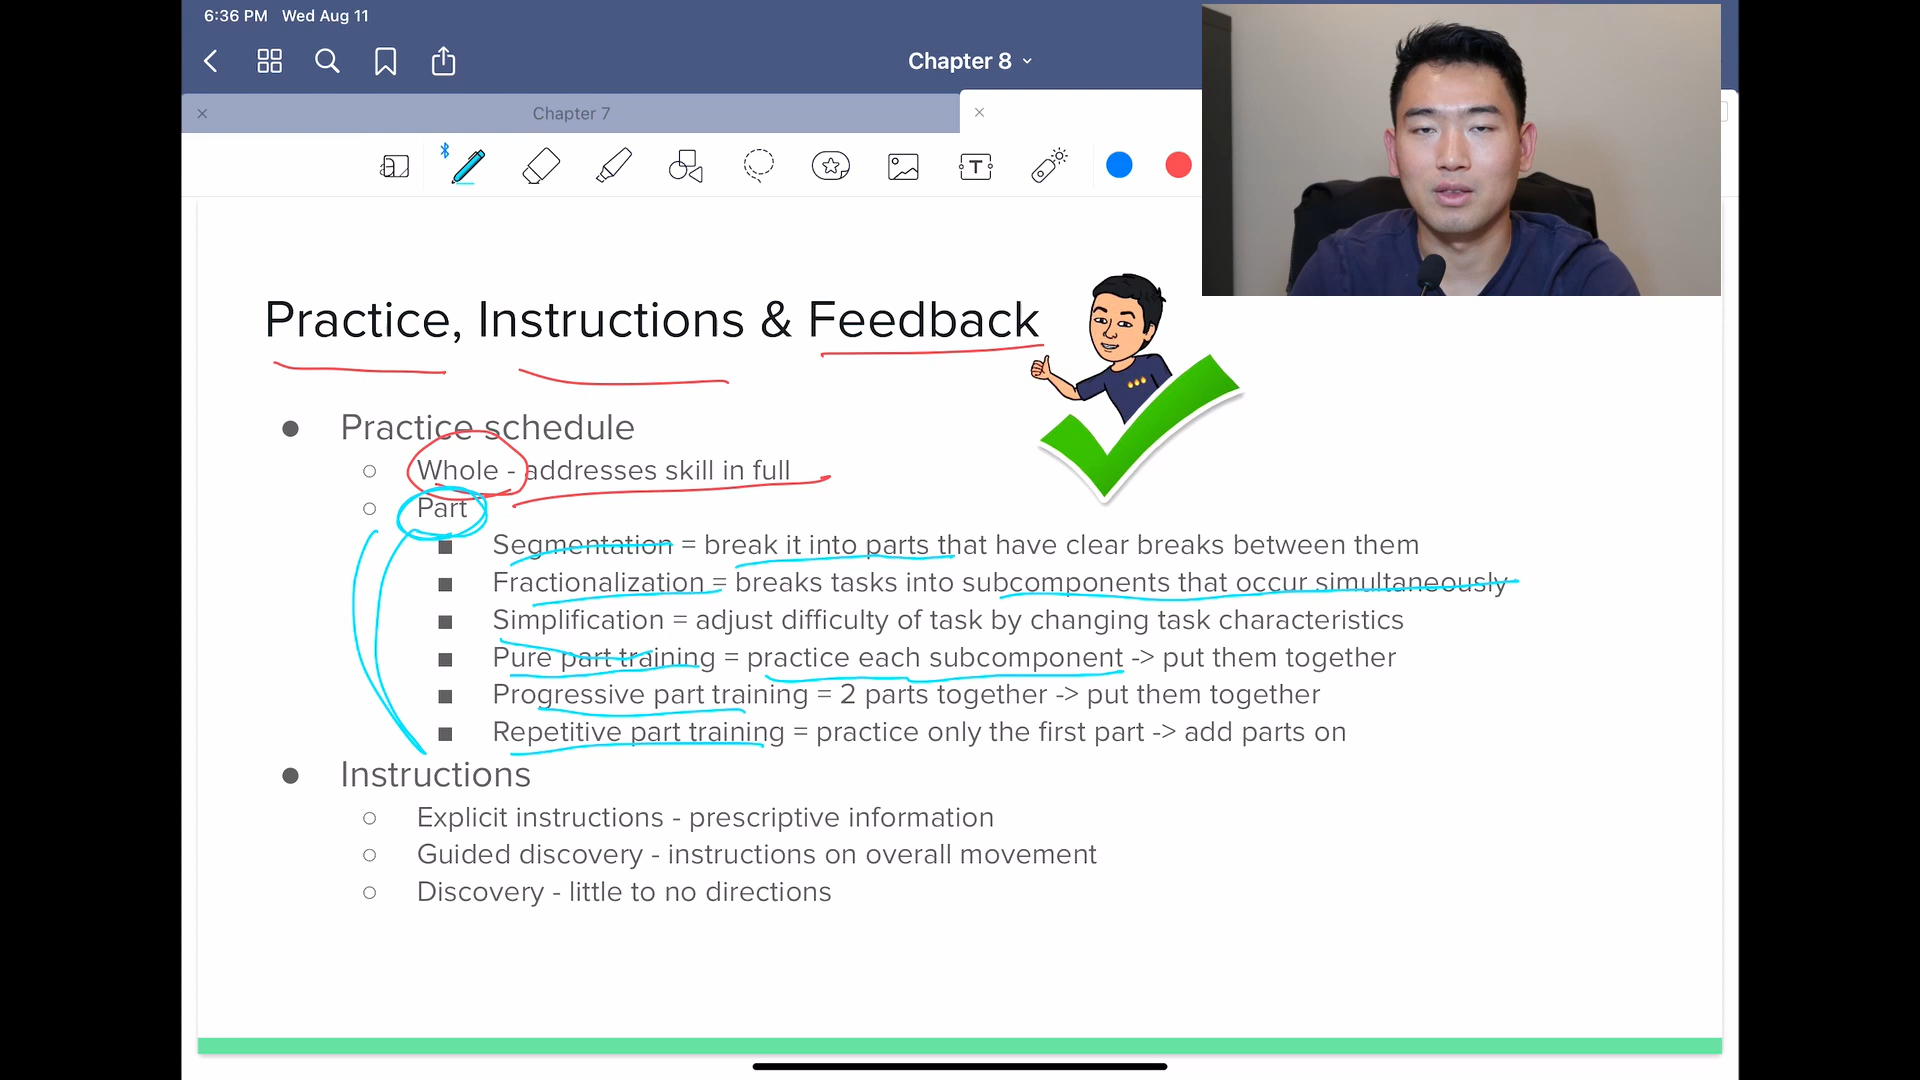 6:36 PM Wed Aug 11
Chapter 8
Chapter 7
T
Practice, Instructions & Feedback
● Practice schedule
○ Whole - addresses skill in full
○ Part
■ Segmentation = break it into parts that have clear breaks between them
■ Fractionalization = breaks tasks into subcomponents that occur simultaneously
■ Simplification = adjust difficulty of task by changing task characteristics
■ Pure part training = practice each subcomponent -> put them together
■ Progressive part training = 2 parts together -> put them together
■ Repetitive part training = practice only the first part -> add parts on
● Instructions
○ Explicit instructions - prescriptive information
○ Guided discovery - instructions on overall movement
○ Discovery - little to no directions